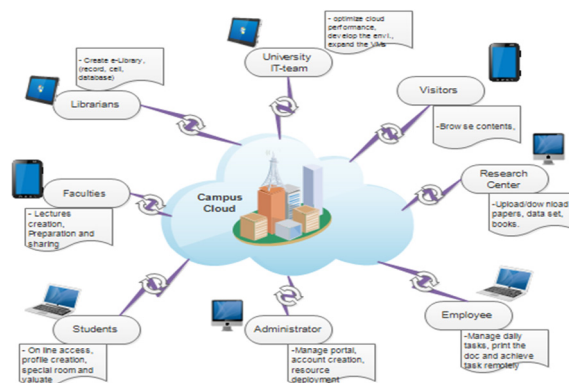 - optimize cloud
performance,
develop the envi.,
expand the VMs
University
IT-team
- Create e-Library,
(record, cell,
database)
Librarians
Visitors
-Browse contents,
Research
Center
-Upload/download
papers, data set,
books.
Faculties
- Lectures
creation,
Preparation and
sharing
Campus
Cloud
Students
- On line access,
profile creation,
special room and
valuate
Administrator
-Manage portal,
account creation,
resource
deployment
Employee
-Manage daily
tasks, print the
doc and achieve
task remotely